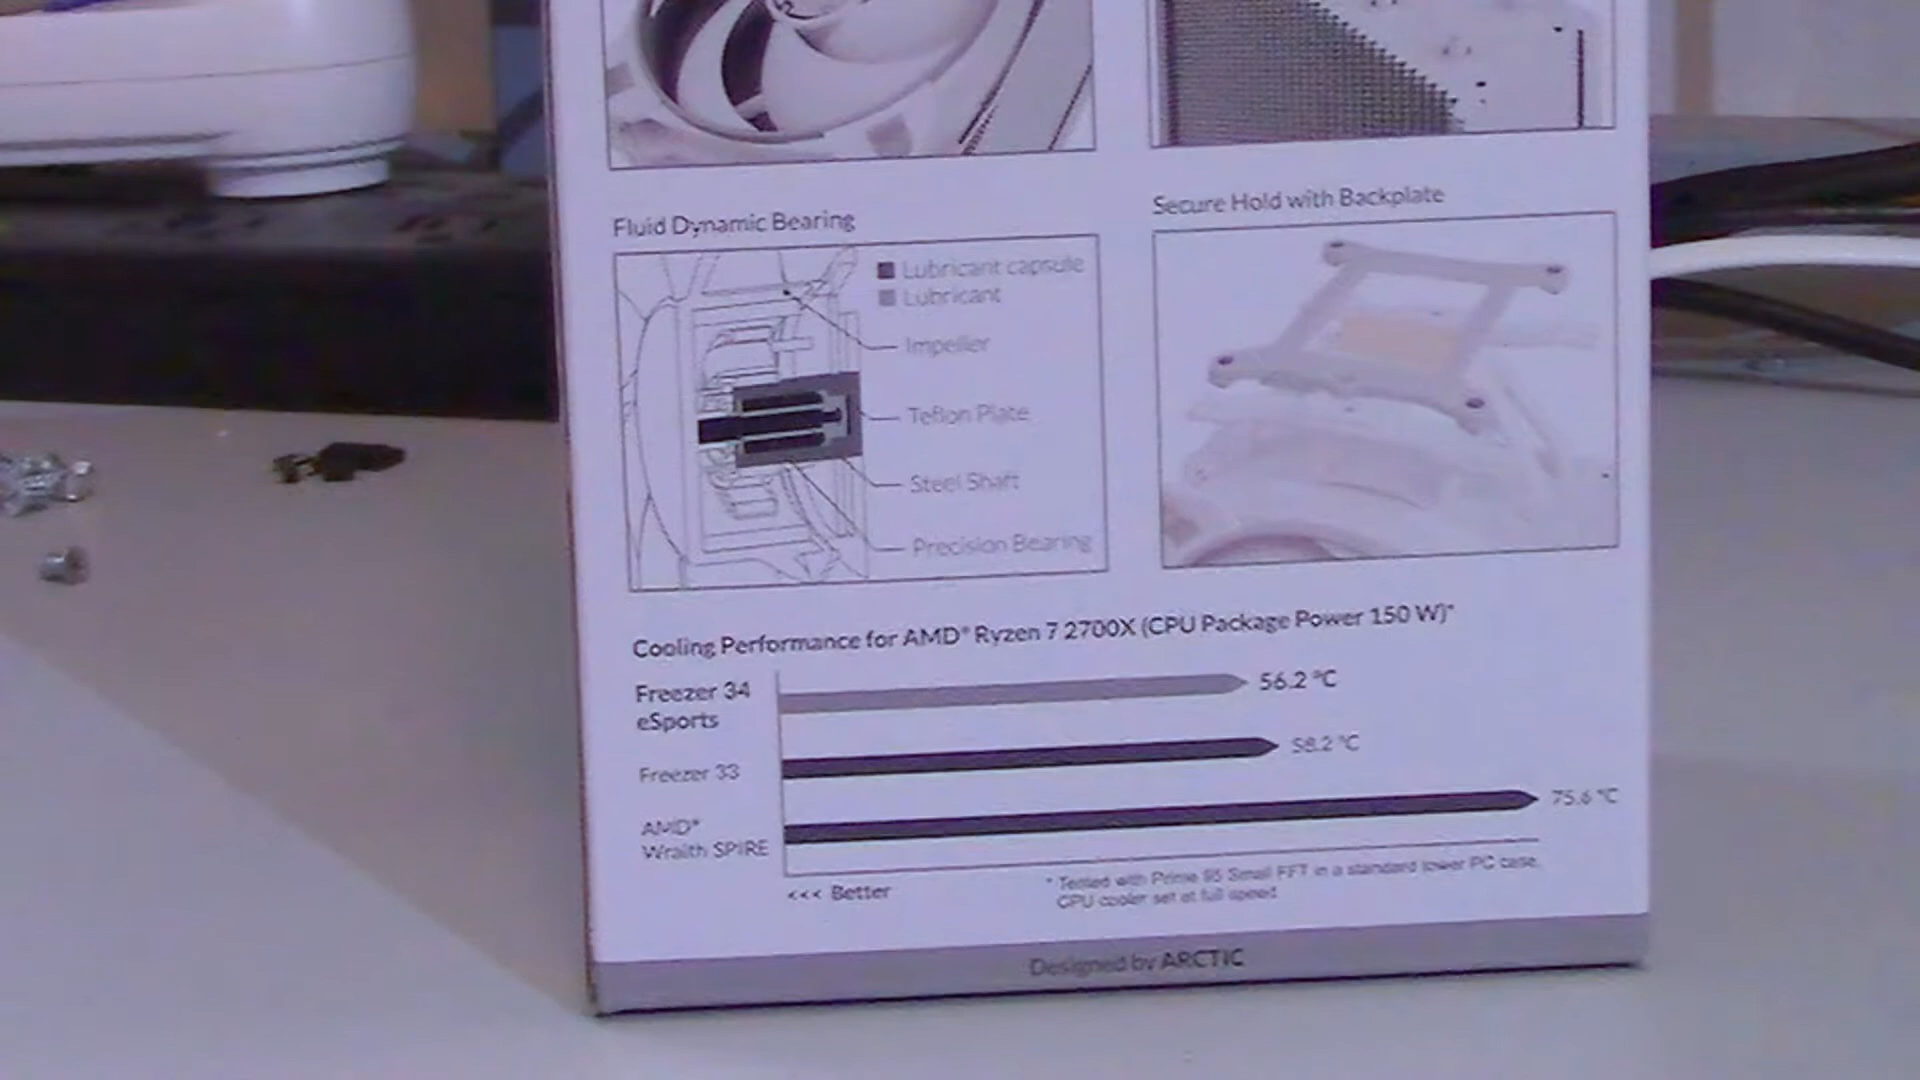 Fluid Dynamic Bearing
Lubricant capsule
Lubricant
Impeller
Teflon Plate
Steel Shaft
Precision Bearing
Secure Hold with Backplate
Cooling Performance for AMD® Ryzen 7 2700X (CPU Package Power 150 W)*
Freezer 34
eSports
56.2 °C
Freezer 33
58.2 °C
AMD®
Wraith SPIRE
75.6 °C
<<< Better
* Tested with Prime 95 Small FFT in a standard tower PC case,
CPU cooler set at full speed
Designed by ARCTIC